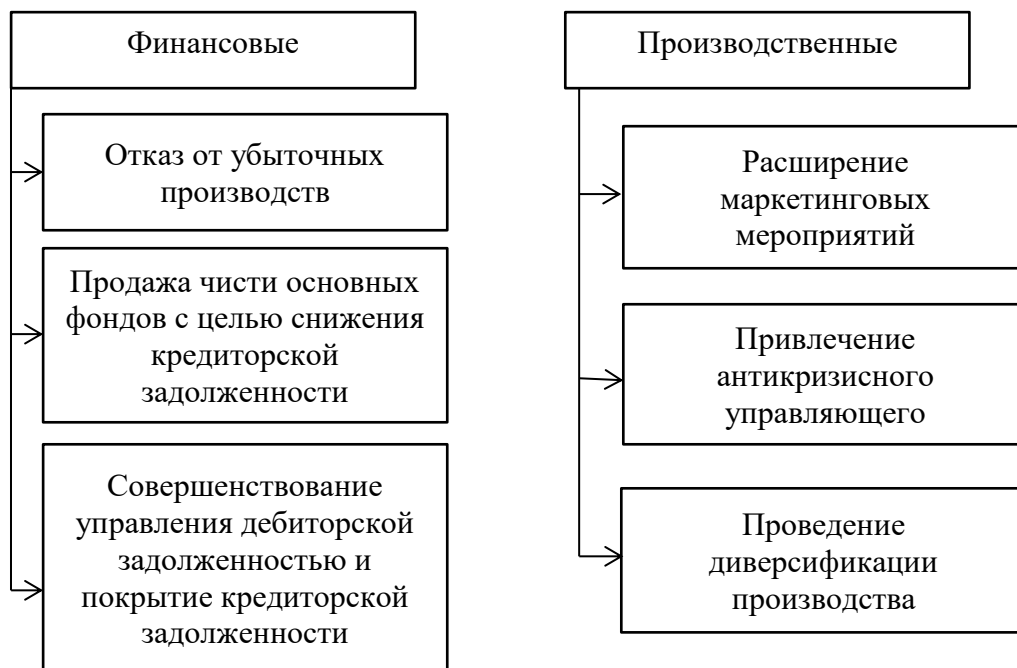 Финансовые
Отказ от убыточных
производств
Продажа чисти основных
фондов с целью снижения
кредиторской
задолженности
Совершенствование
управления дебиторской
задолженностью и
покрытие кредиторской
задолженности
Производственные
Расширение
маркетинговых
мероприятий
Привлечение
антикризисного
управляющего
Проведение
диверсификации
производства